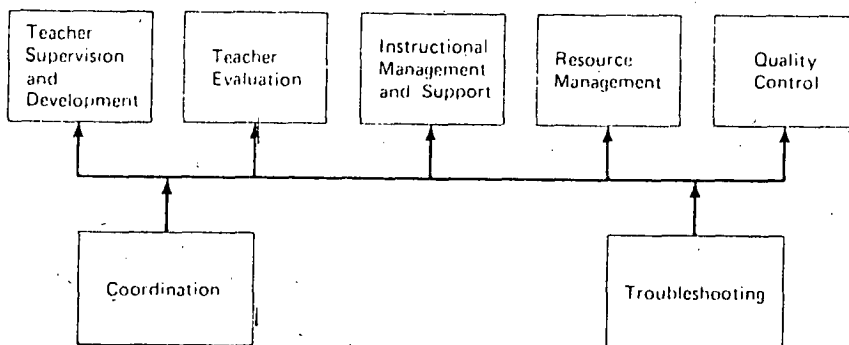 Teacher
Supervision
and
Development
Teacher
Evaluation
Instructional
Management
and Support
Resource
Management
Quality
Control
Coordination
Troubleshooting